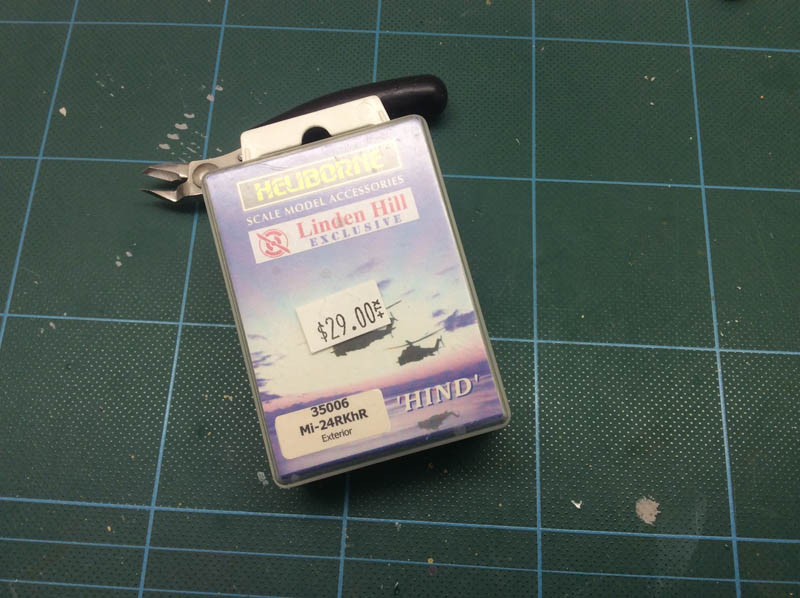 HELIBORNE
SCALE MODEL ACCESSORIES
Linden Hill
EXCLUSIVE
$29.00
'HIND'
35006
Mi-24RKhR
Exterior